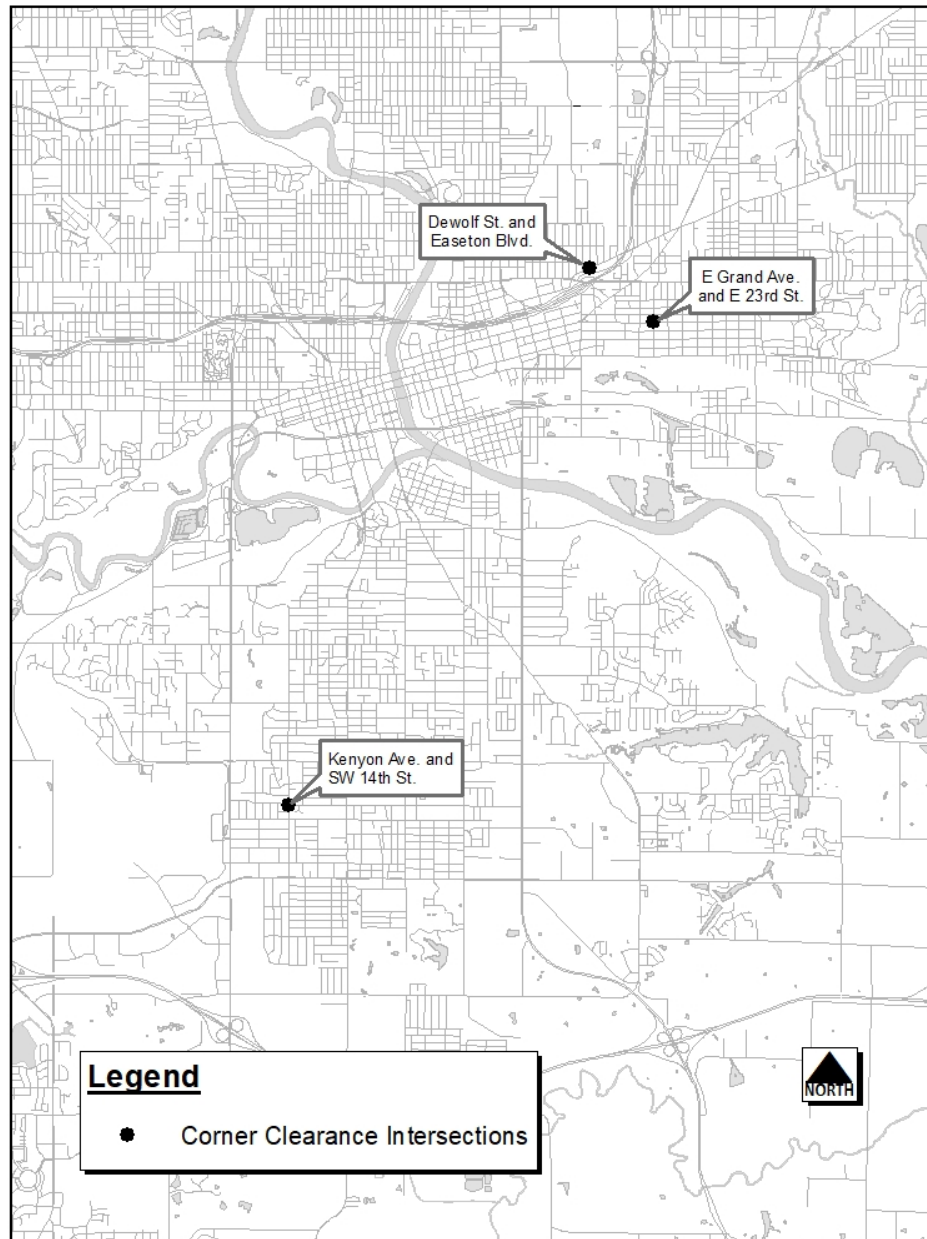 Dewolf St. and
Easeton Blvd.
E Grand Ave.
and E 23rd St.
Kenyon Ave. and
SW 14th St.
Legend
Corner Clearance Intersections
NORTH